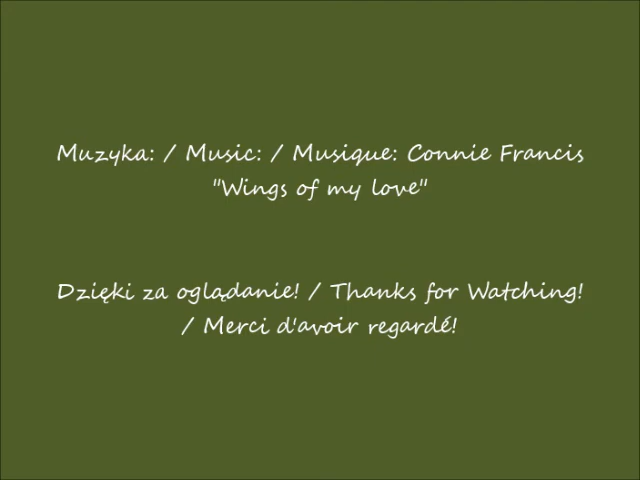 Muzyka: / Music: / Musique: Connie Francis
"Wings of my love"
Dzięki za oglądanie! / Thanks for Watching!
/ Merci d'avoir regardé!